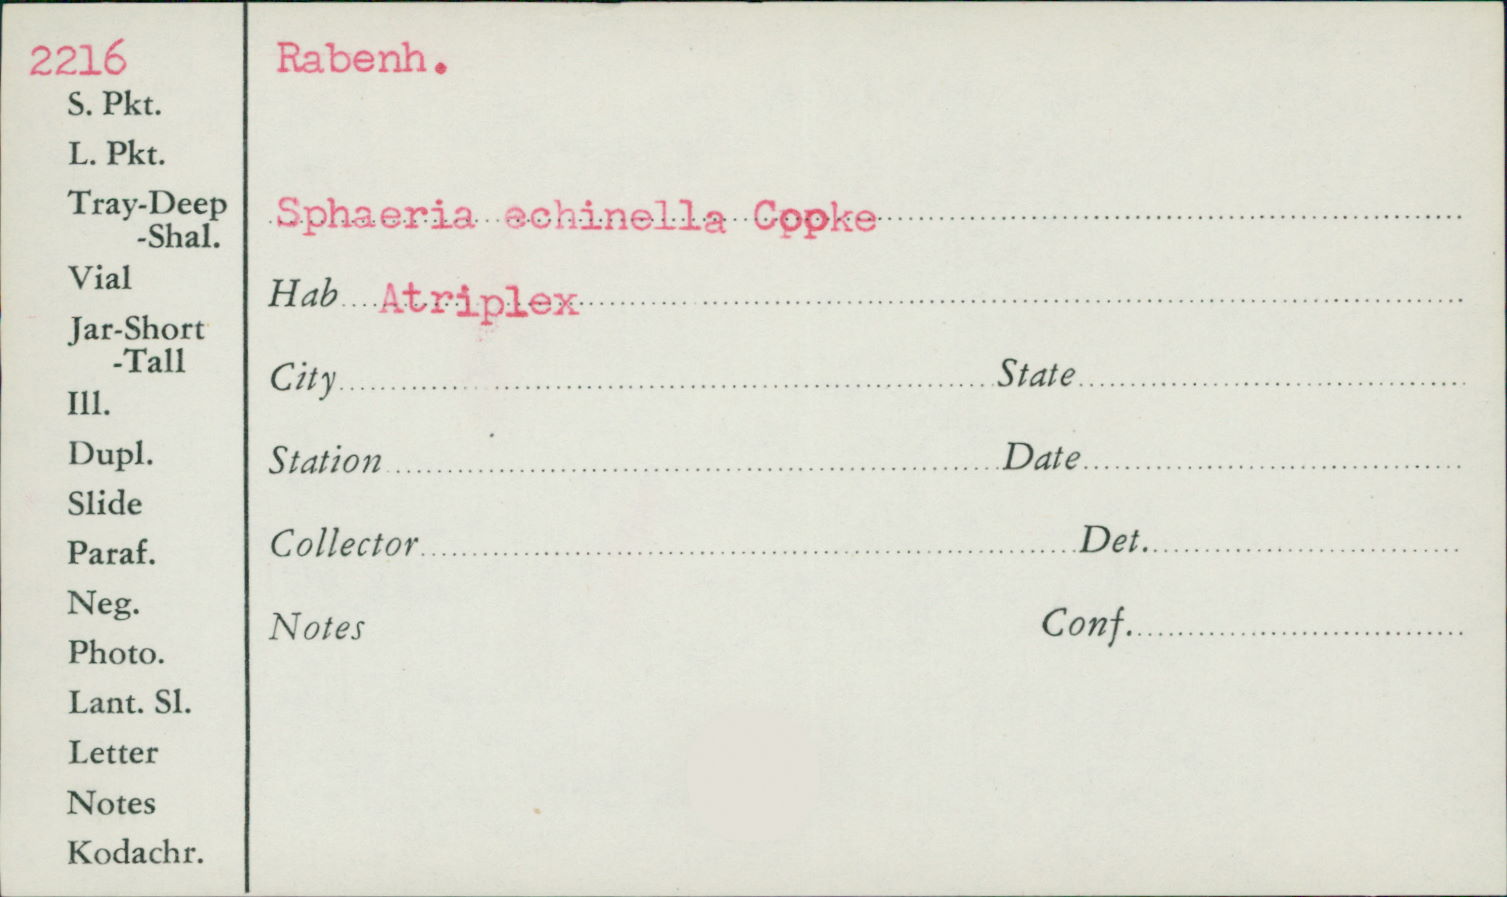 2216 Rabenh.
S. Pkt.
L. Pkt.
Tray-Deep
-Shal.
Sphaeria echinella Copke
Vial
Hab Atriplex
Jar-Short
-Tall
City State
Ill.
Dupl.
Station Date
Slide
Paraf.
Collector Det.
Neg.
Notes Conf.
Photo.
Lant. Sl.
Letter
Notes
Kodachr.